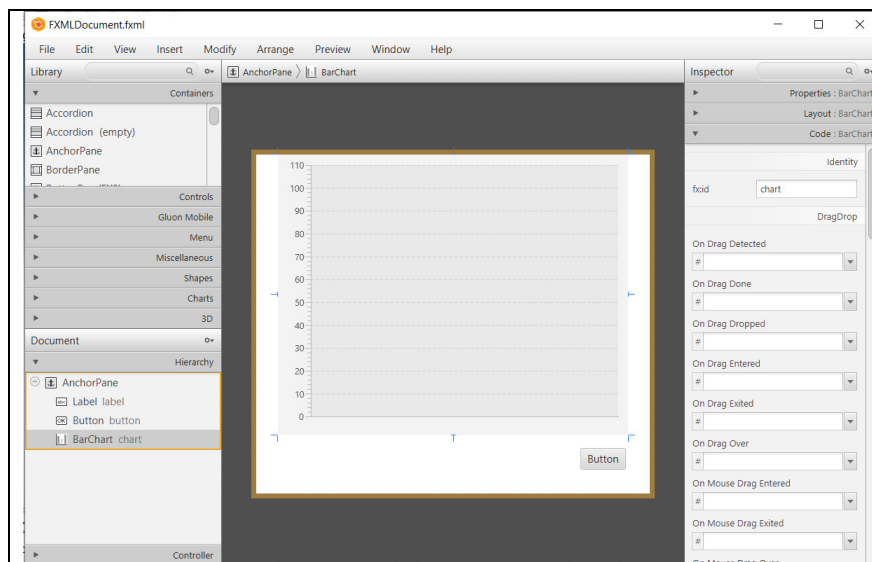 FXMLDocument.fxml
File Edit View Insert Modify Arrange Preview Window Help
Library
AnchorPane BarChart
Inspector
Containers
Accordion
Accordion (empty)
AnchorPane
BorderPane
Controls
Gluon Mobile
Menu
Miscellaneous
Shapes
Charts
3D
Document
Hierarchy
AnchorPane
Label label
Button button
BarChart chart
Controller
110
100
90
80
70
60
50
40
30
20
10
0
Button
Properties : BarChart
Layout : BarChart
Code : BarChart
Identity
fx:id chart
DragDrop
On Drag Detected
#
On Drag Done
#
On Drag Dropped
#
On Drag Entered
#
On Drag Exited
#
On Drag Over
#
On Mouse Drag Entered
#
On Mouse Drag Exited
#